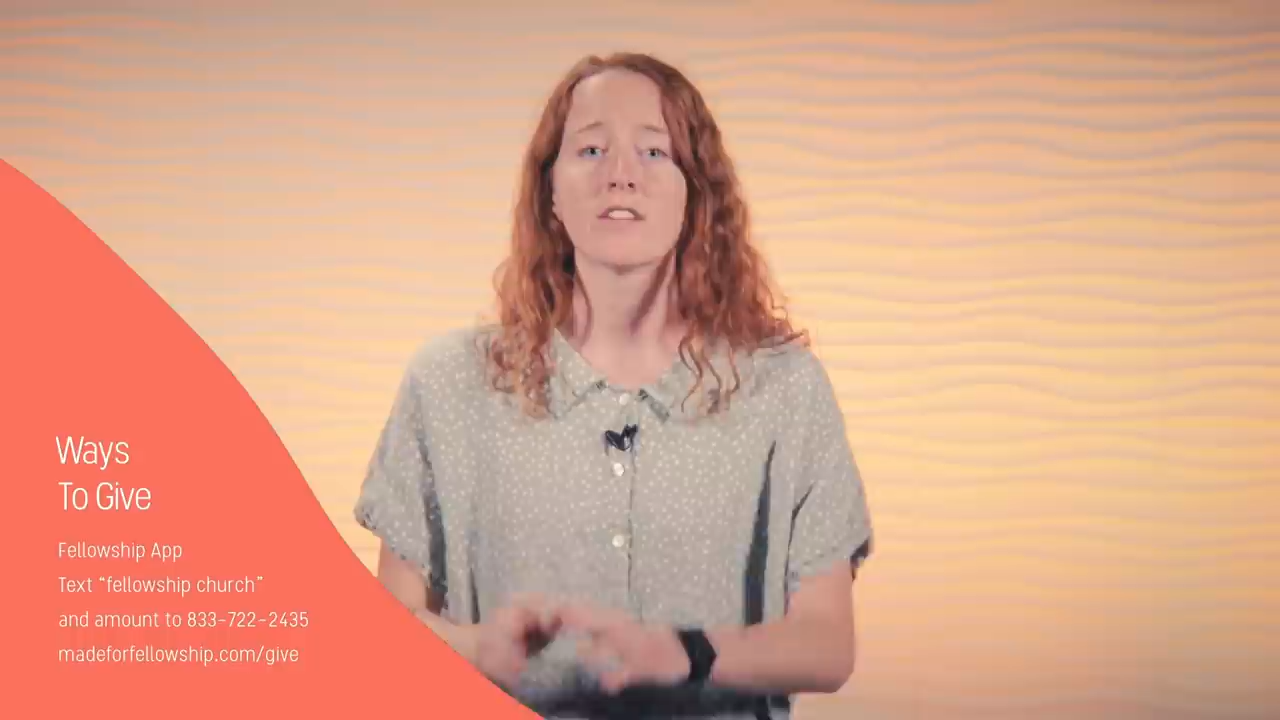 Ways
To Give
Fellowship App
Text “fellowship church”
and amount to 833-722-2435
madeforfellowship.com/give